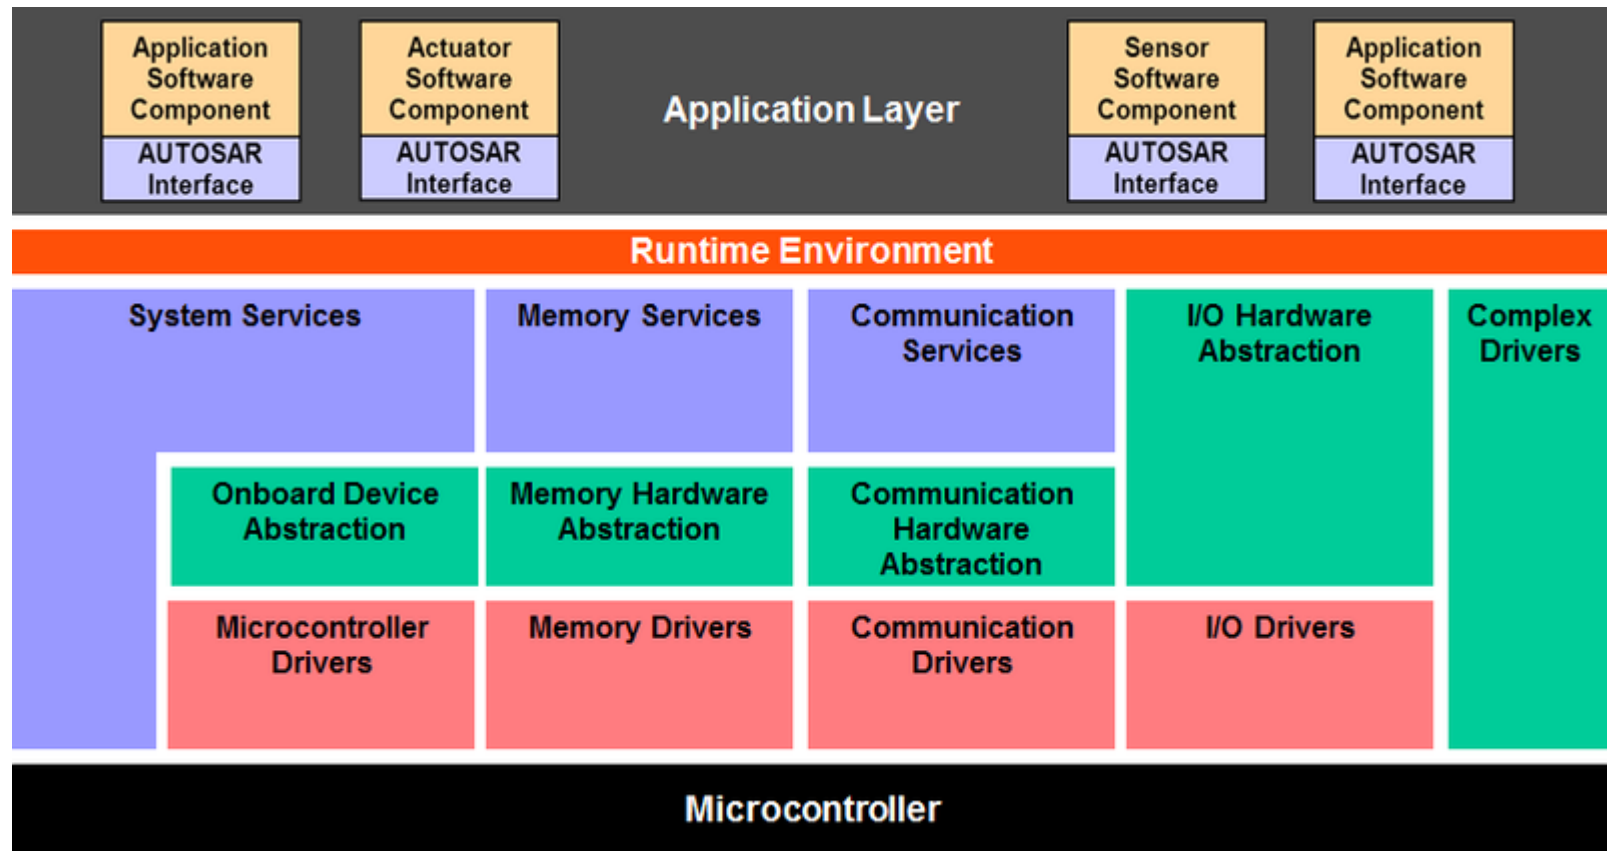 Application
Software
Component
AUTOSAR
Interface
Actuator
Software
Component
AUTOSAR
Interface
Application Layer
Sensor
Software
Component
AUTOSAR
Interface
Application
Software
Component
AUTOSAR
Interface
Runtime Environment
System Services
Memory Services
Communication
Services
I/O Hardware
Abstraction
Complex
Drivers
Onboard Device
Abstraction
Memory Hardware
Abstraction
Communication
Hardware
Abstraction
Microcontroller
Drivers
Memory Drivers
Communication
Drivers
I/O Drivers
Microcontroller